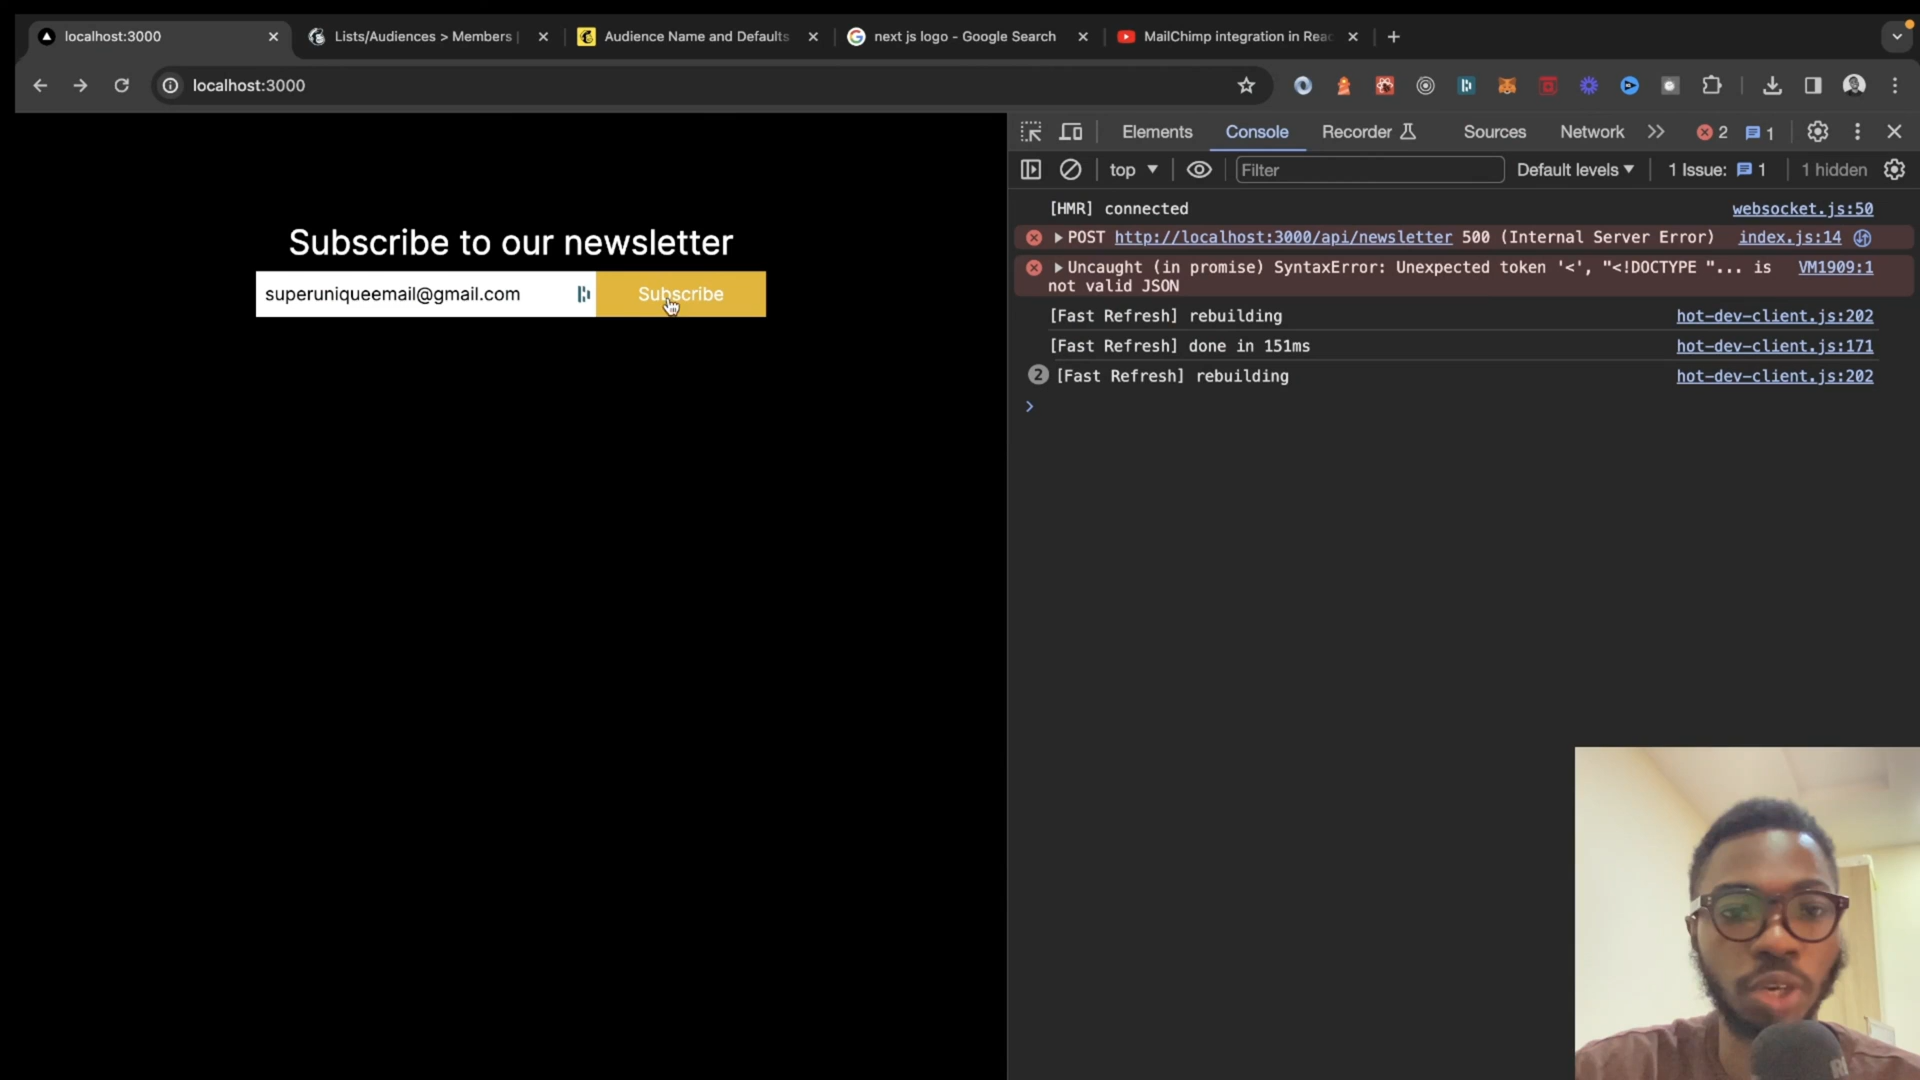 localhost:3000
Lists/Audiences > Members
Audience Name and Defaults
next js logo - Google Search
MailChimp integration in Rea
localhost:3000
Elements
Console
Recorder
Sources
Network
2
1
top
Filter
Default levels
1 Issue:
1
1 hidden
[HMR] connected
websocket.js:50
POST http://localhost:3000/api/newsletter 500 (Internal Server Error)
index.js:14
Uncaught (in promise) SyntaxError: Unexpected token '<', "<!DOCTYPE "... is
VM1909:1
not valid JSON
[Fast Refresh] rebuilding
hot-dev-client.js:202
[Fast Refresh] done in 151ms
hot-dev-client.js:171
2 [Fast Refresh] rebuilding
hot-dev-client.js:202
Subscribe to our newsletter
superuniqueemail@gmail.com
Subscribe